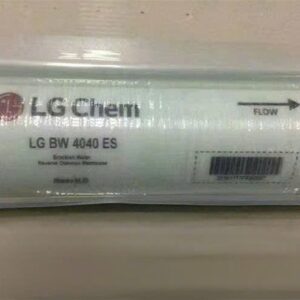 LG Chem
FLOW
LG BW 4040 ES
Brackish Water
Reverse Osmosis Membrane